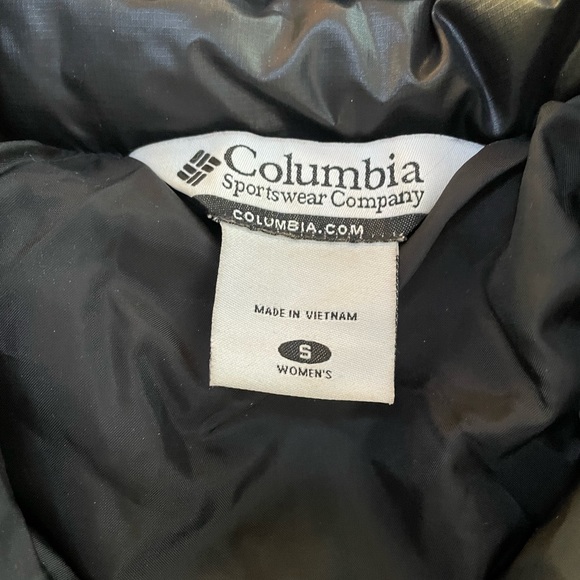 Columbia
Sportswear Company
COLUMBIA.COM
MADE IN VIETNAM
S
WOMEN'S